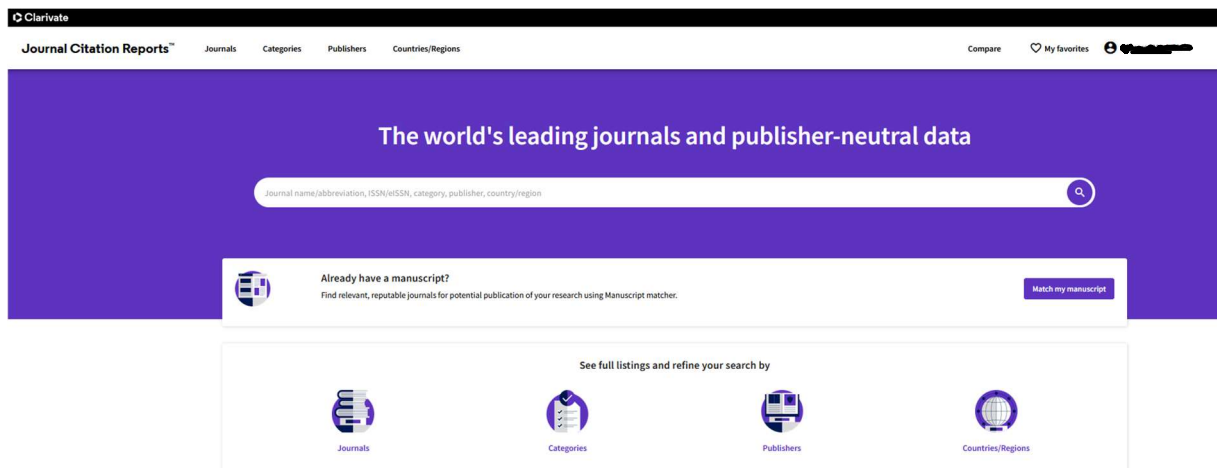 Clarivate
Journal Citation Reports™ Journals Categories Publishers Countries/Regions Compare My favorites
The world's leading journals and publisher-neutral data
Journal name/abbreviation, ISSN/eISSN, category, publisher, country/region
Already have a manuscript?
Find relevant, reputable journals for potential publication of your research using Manuscript matcher.
Match my manuscript
See full listings and refine your search by
Journals Categories Publishers Countries/Regions